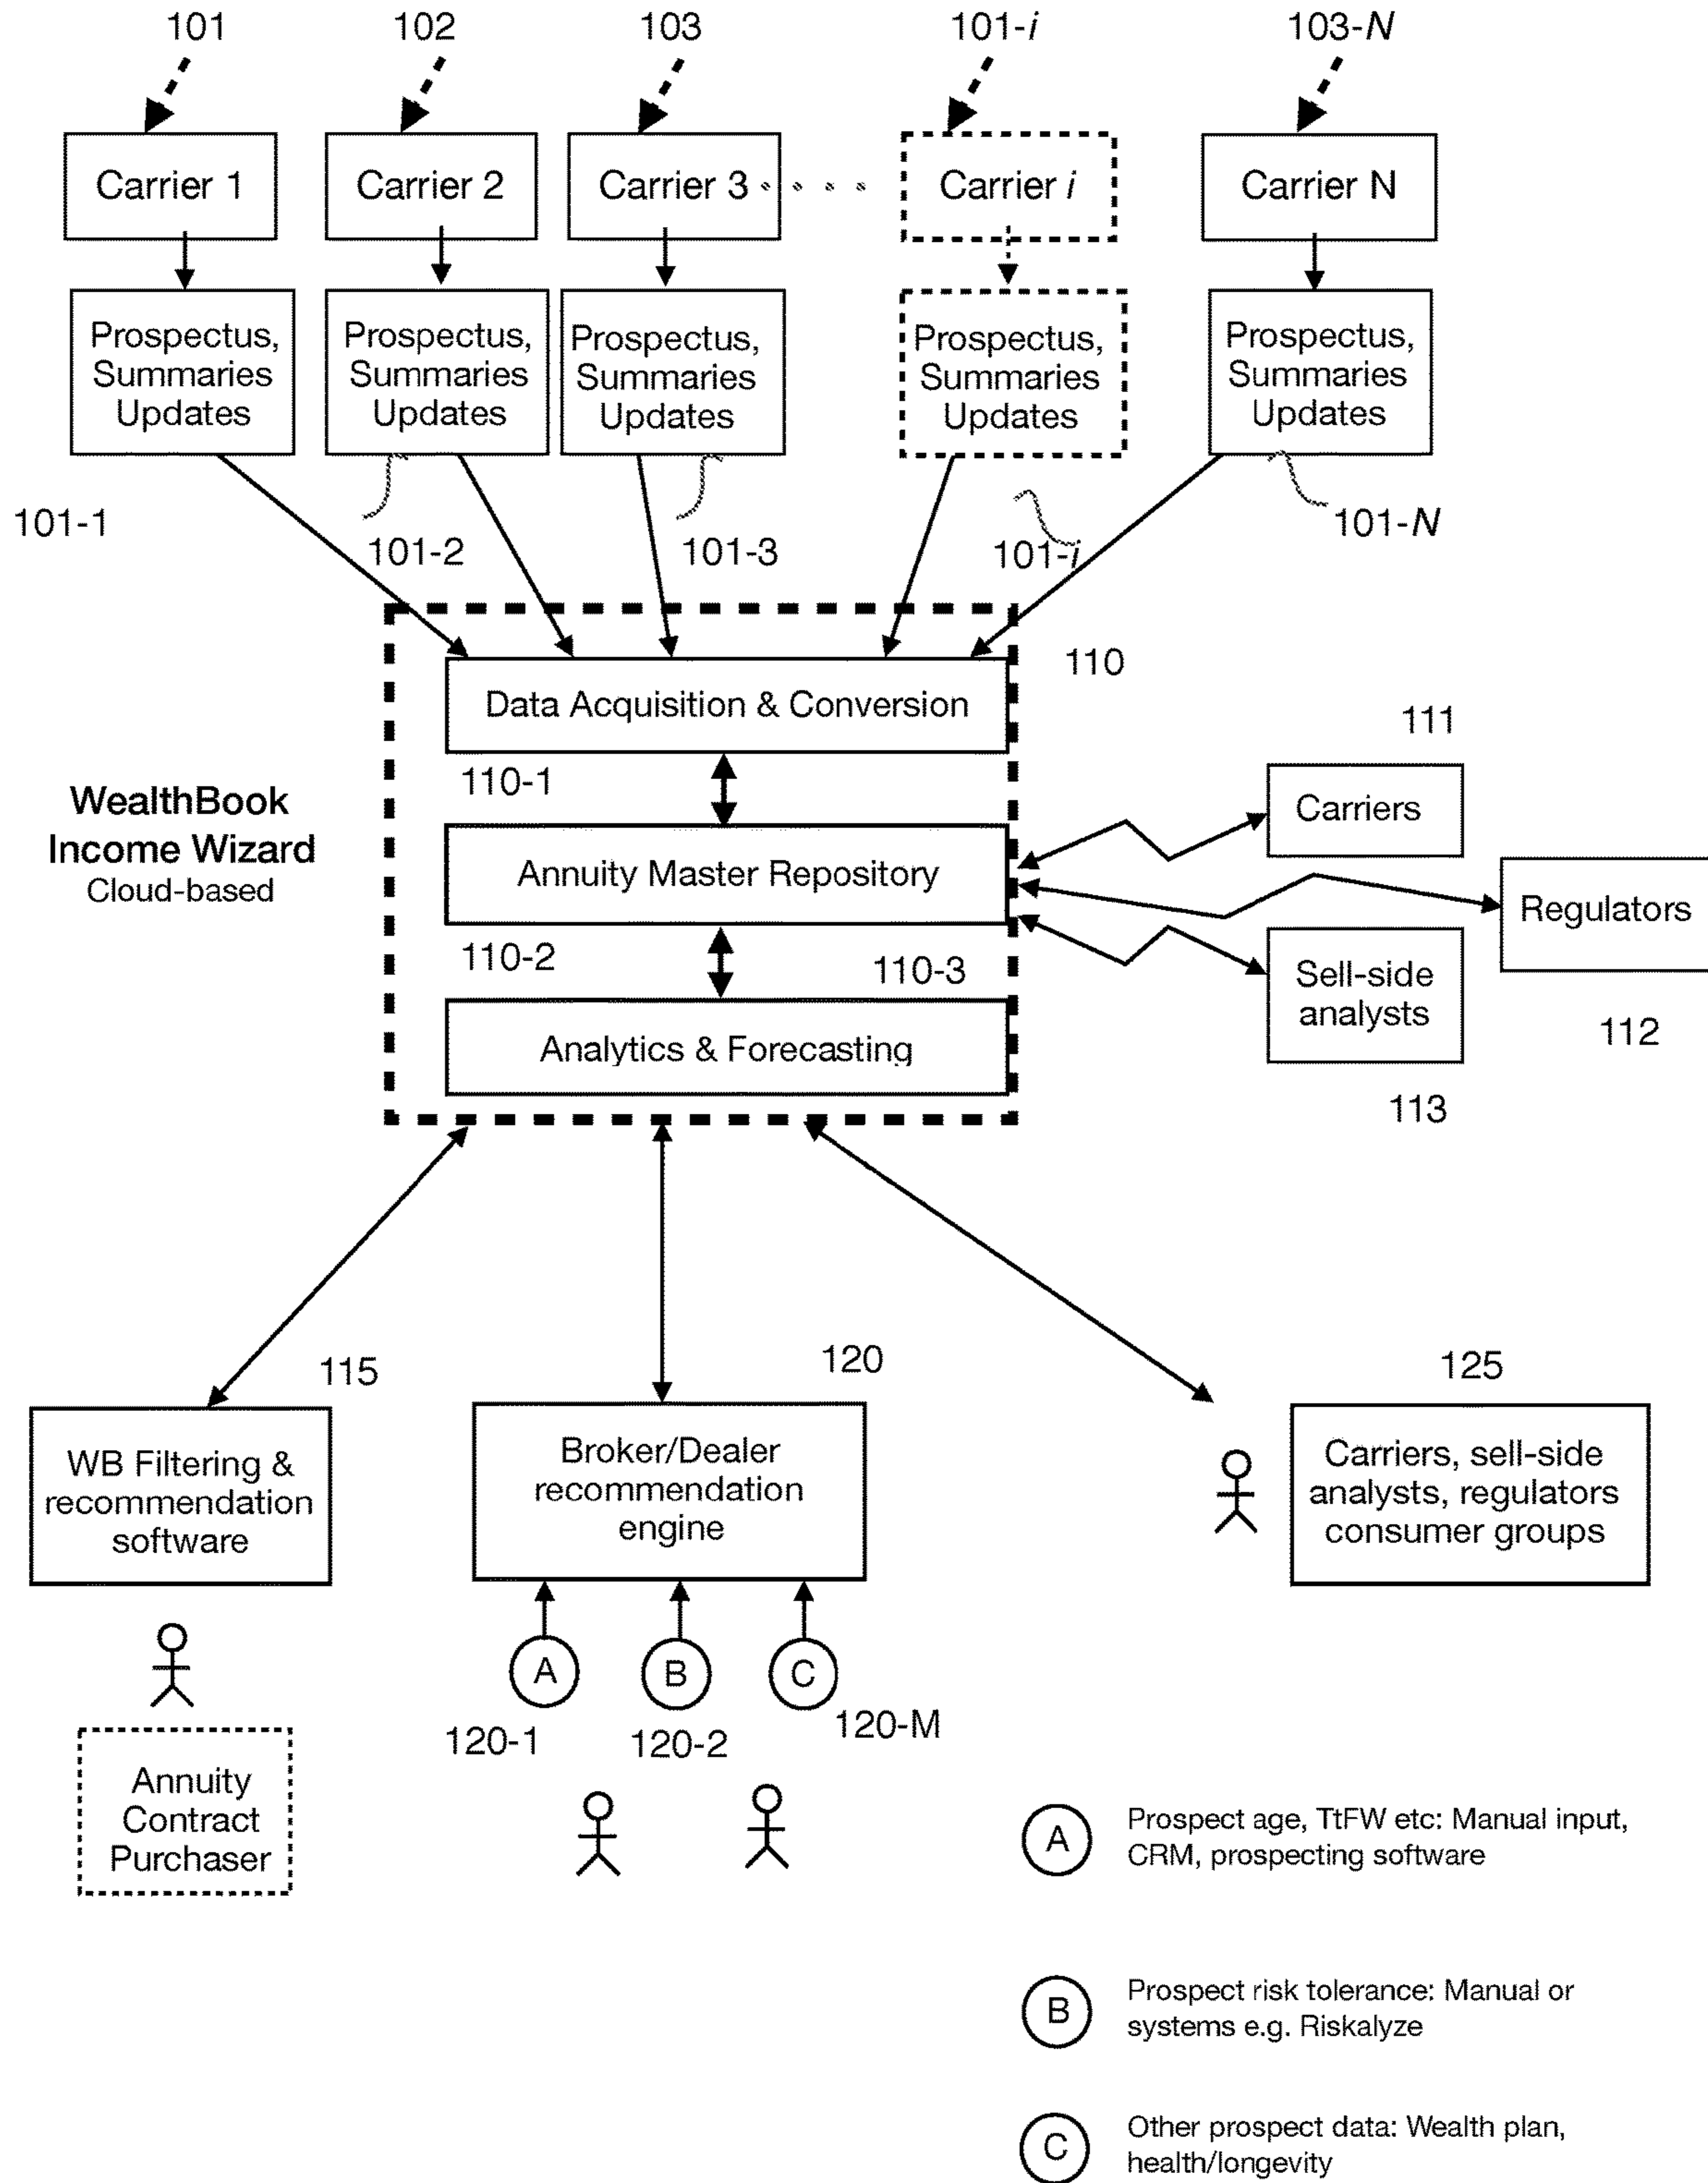 101
102
103
101-i
103-N
Carrier 1
Carrier 2
Carrier 3
Carrier i
Carrier N
Prospectus,
Summaries
Updates
Prospectus,
Summaries
Updates
Prospectus,
Summaries
Updates
Prospectus,
Summaries
Updates
Prospectus,
Summaries
Updates
101-1
101-2
101-3
101-i
101-N
110
Data Acquisition & Conversion
110-1
WealthBook
Income Wizard
Cloud-based
Annuity Master Repository
110-2
110-3
Analytics & Forecasting
111
Carriers
Regulators
112
Sell-side
analysts
113
115
WB Filtering &
recommendation
software
120
Broker/Dealer
recommendation
engine
125
Carriers, sell-side
analysts, regulators
consumer groups
A
B
C
120-1
120-2
120-M
Annuity
Contract
Purchaser
A
Prospect age, TtFW etc: Manual input,
CRM, prospecting software
B
Prospect risk tolerance: Manual or
systems e.g. Riskalyze
C
Other prospect data: Wealth plan,
health/longevity